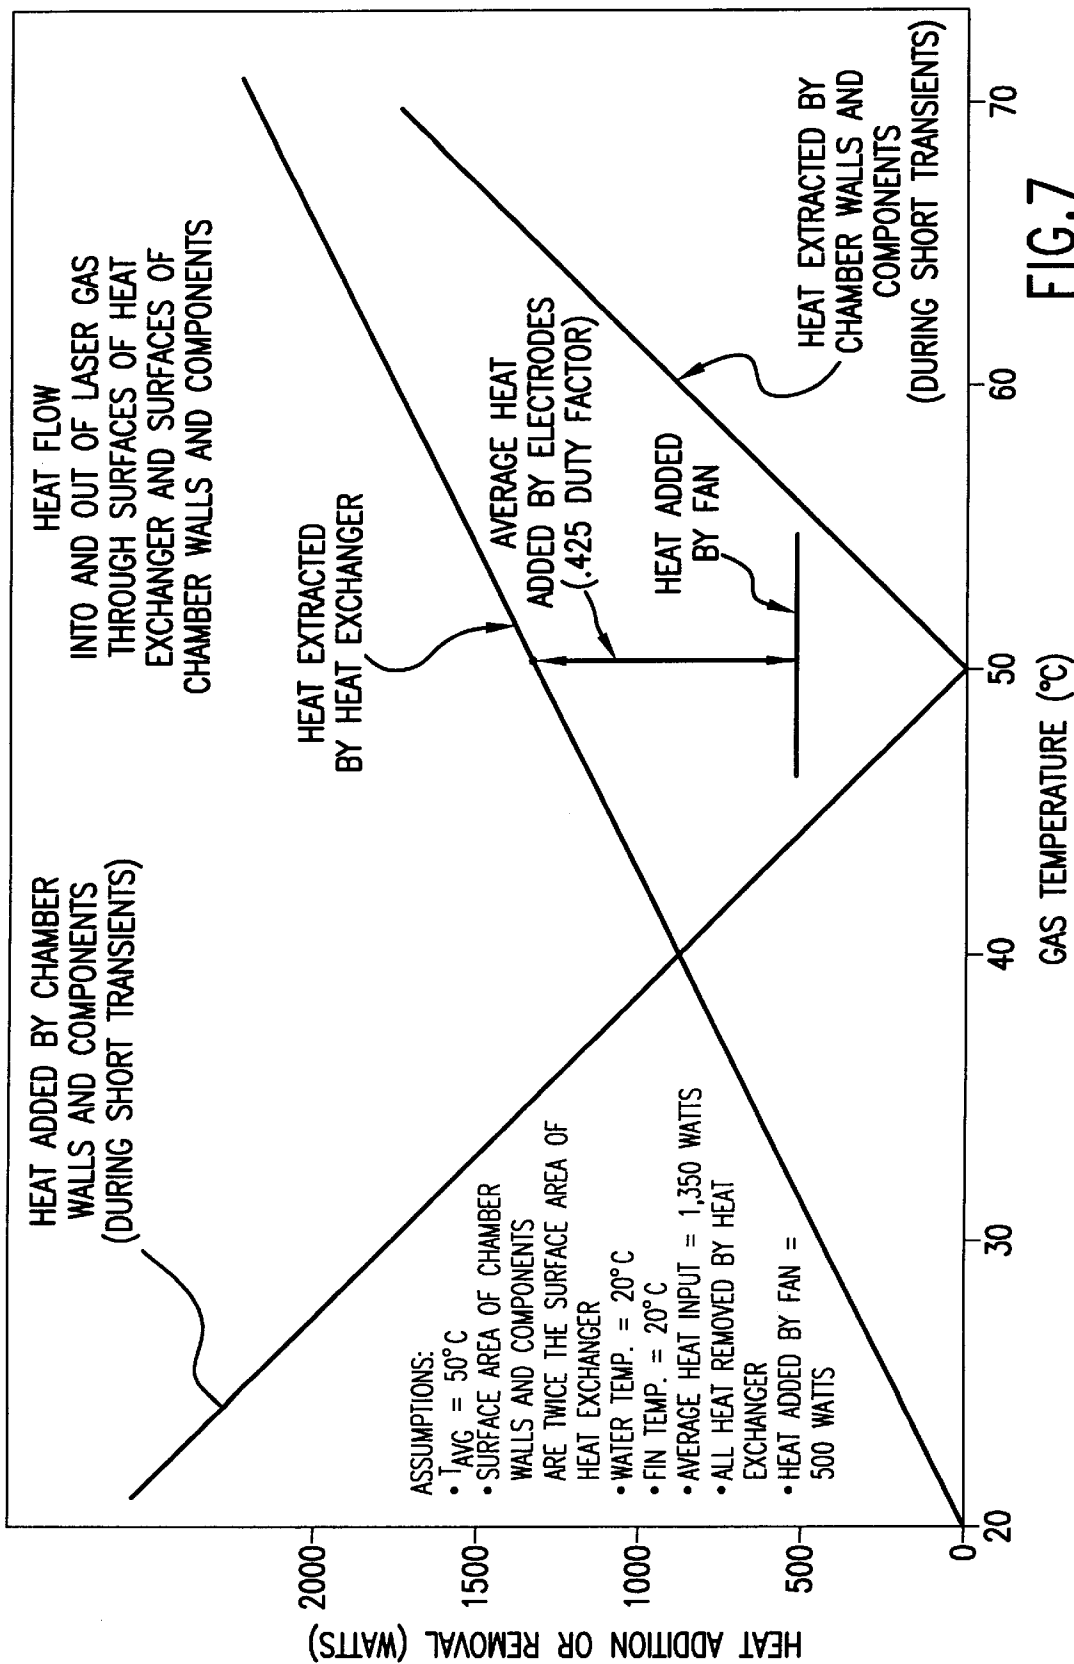 HEAT FLOW
INTO AND OUT OF LASER GAS
THROUGH SURFACES OF HEAT
EXCHANGER AND SURFACES OF
CHAMBER WALLS AND COMPONENTS
HEAT ADDED BY CHAMBER
WALLS AND COMPONENTS
(DURING SHORT TRANSIENTS)
HEAT EXTRACTED
BY HEAT EXCHANGER
AVERAGE HEAT
ADDED BY ELECTRODES
(.425 DUTY FACTOR)
HEAT ADDED
BY FAN
HEAT EXTRACTED BY
CHAMBER WALLS AND
COMPONENTS
(DURING SHORT TRANSIENTS)
ASSUMPTIONS:
• TAVG = 50°C
• SURFACE AREA OF CHAMBER
WALLS AND COMPONENTS
ARE TWICE THE SURFACE AREA OF
HEAT EXCHANGER
• WATER TEMP. = 20°C
• FIN TEMP. = 20°C
• AVERAGE HEAT INPUT = 1,350 WATTS
• ALL HEAT REMOVED BY HEAT
EXCHANGER
• HEAT ADDED BY FAN =
500 WATTS
HEAT ADDITION OR REMOVAL (WATTS)
2000
1500
1000
500
0
20
30
40
50
60
70
GAS TEMPERATURE (°C)
FIG.7